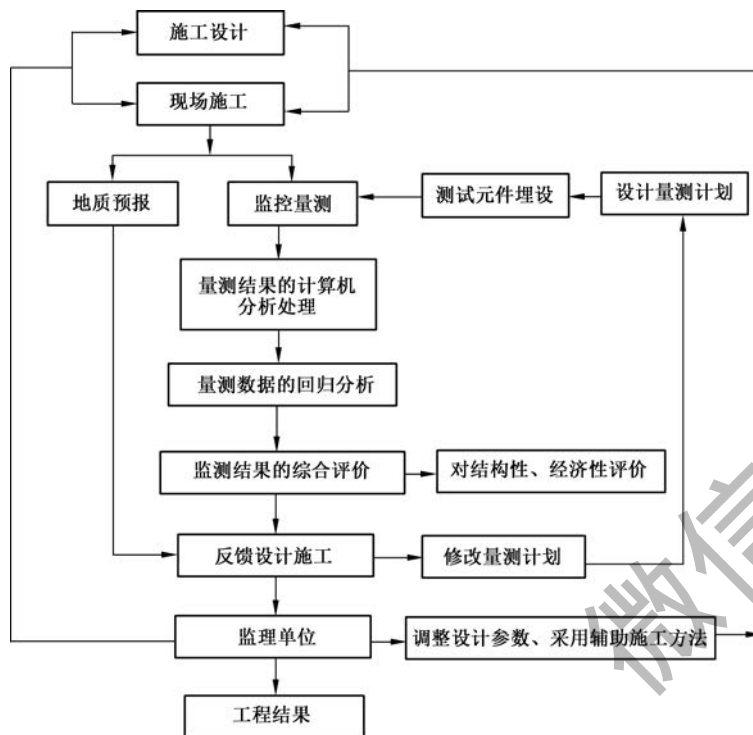 施工设计
现场施工
地质预报
监控量测
测试元件埋设
设计量测计划
量测结果的计算机
分析处理
量测数据的回归分析
监测结果的综合评价
对结构性、经济性评价
反馈设计施工
修改量测计划
监理单位
调整设计参数、采用辅助施工方法
工程结果
微信